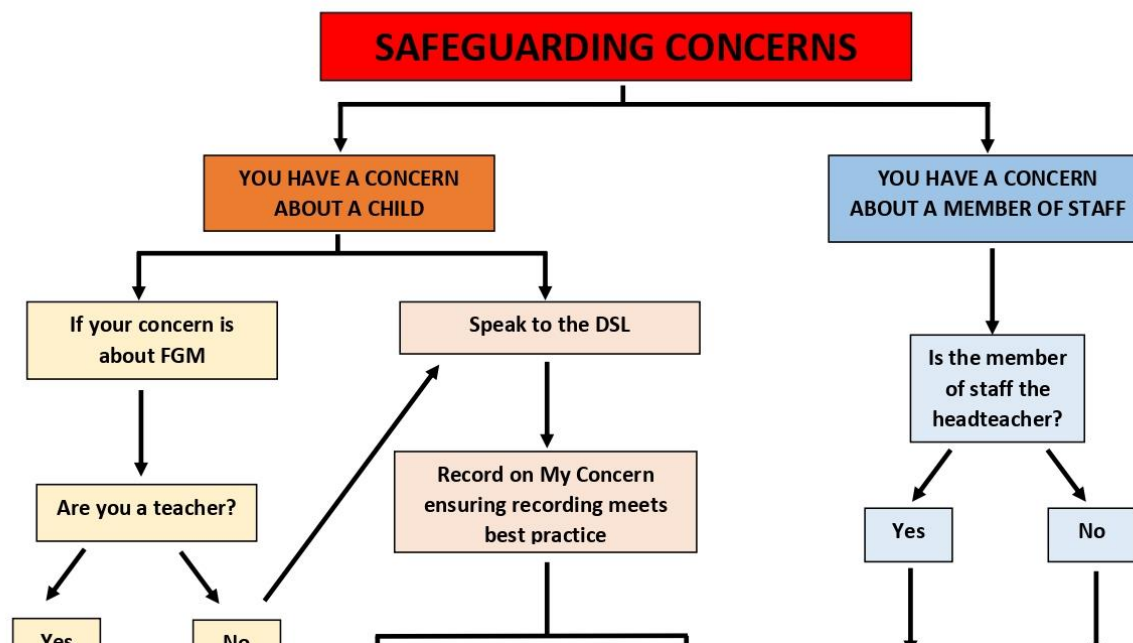 SAFEGUARDING CONCERNS
YOU HAVE A CONCERN
ABOUT A CHILD
YOU HAVE A CONCERN
ABOUT A MEMBER OF STAFF
If your concern is
about FGM
Speak to the DSL
Is the member
of staff the
headteacher?
Record on My Concern
ensuring recording meets
best practice
Are you a teacher?
Yes
No
Yes
No